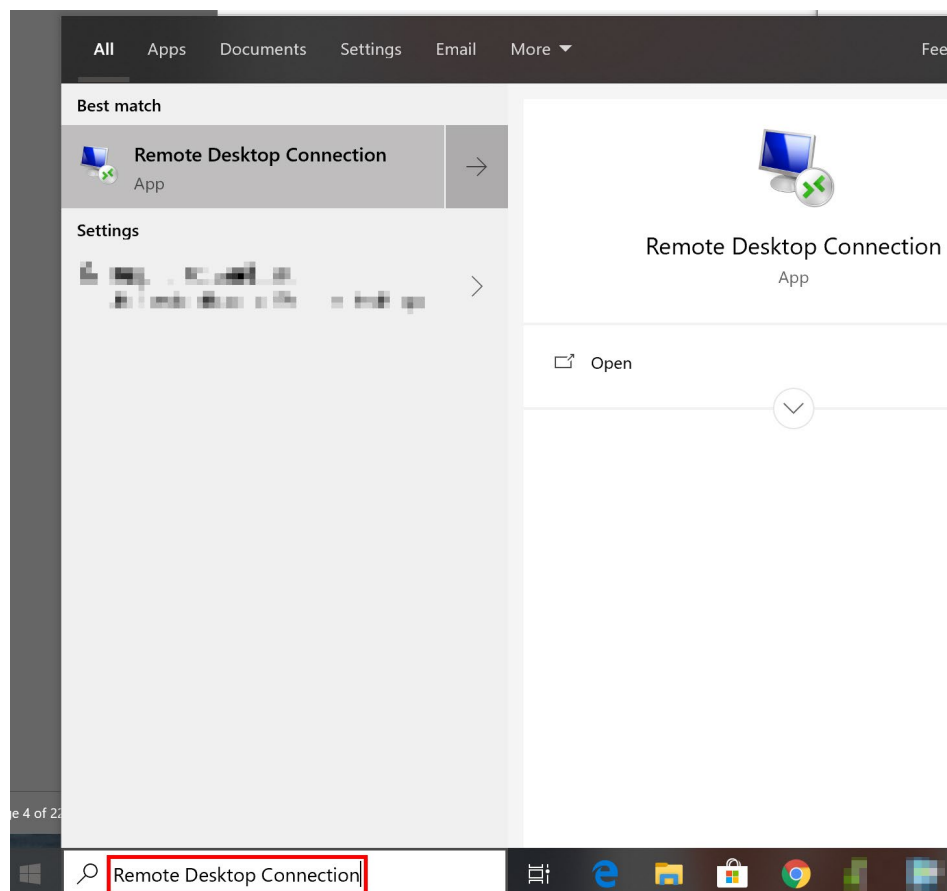 All Apps Documents Settings Email More
Best match
Remote Desktop Connection
App
Settings
Remote Desktop Connection
App
Open
4 of 22
Remote Desktop Connection